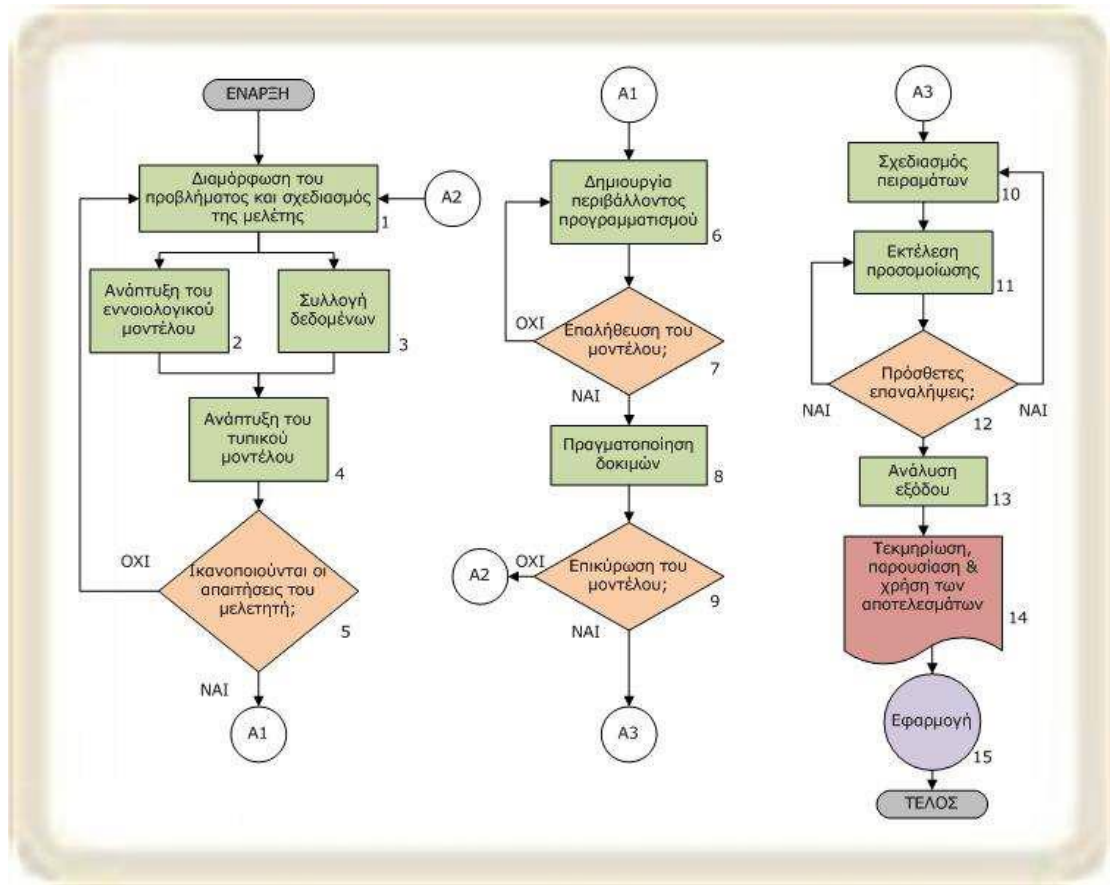 ΕΝΑΡΞΗ
Διαμόρφωση του
προβλήματος και σχεδιασμός
της μελέτης
1
A2
Ανάπτυξη του
εννοιολογικού
μοντέλου
2
Συλλογή
δεδομένων
3
Ανάπτυξη του
τυπικού
μοντέλου
4
ΟΧΙ
Ικανοποιούνται οι
απαιτήσεις του
μελετητή;
5
ΝΑΙ
A1
A1
Δημιουργία
περιβάλλοντος
προγραμματισμού
6
ΟΧΙ
Επαλήθευση του
μοντέλου;
7
ΝΑΙ
Πραγματοποίηση
δοκιμών
8
A2
ΟΧΙ
Επικύρωση του
μοντέλου;
9
ΝΑΙ
A3
A3
Σχεδιασμός
πειραμάτων
10
Εκτέλεση
προσομοίωσης
11
Πρόσθετες
επαναλήψεις;
ΝΑΙ
12
ΝΑΙ
Ανάλυση
εξόδου
13
Τεκμηρίωση,
παρουσίαση &
χρήση των
αποτελεσμάτων
14
Εφαρμογή
15
ΤΕΛΟΣ